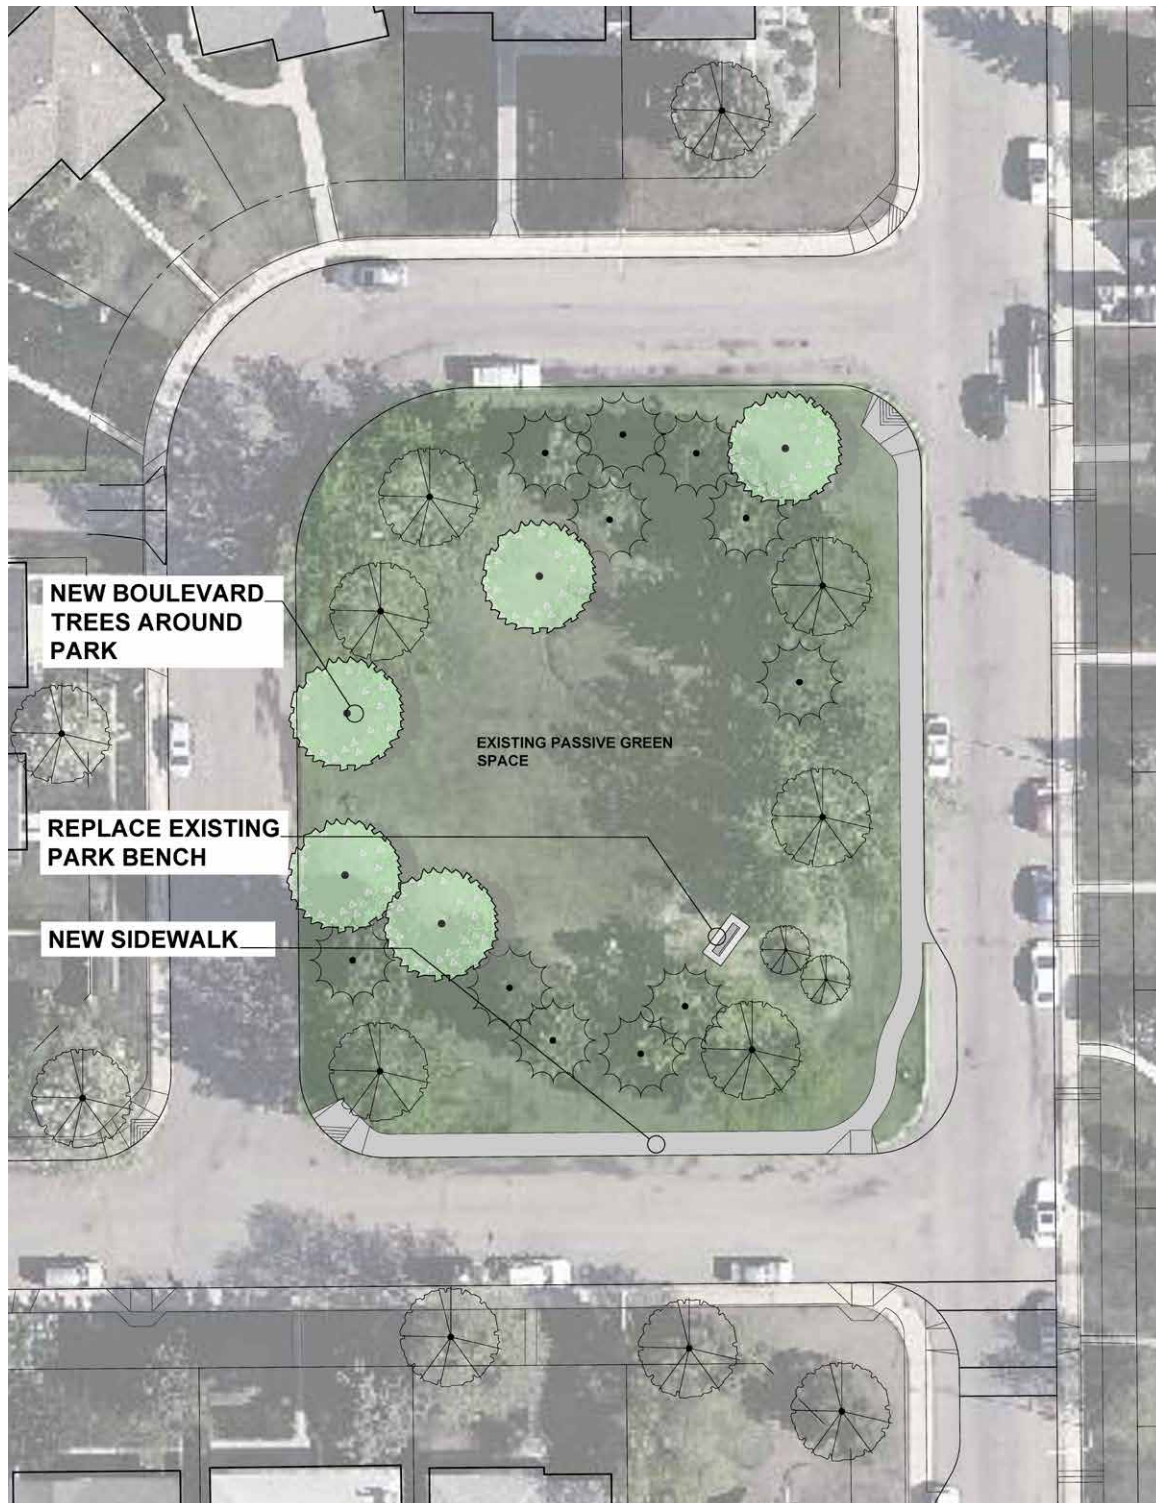 NEW BOULEVARD
TREES AROUND
PARK
EXISTING PASSIVE GREEN
SPACE
REPLACE EXISTING
PARK BENCH
NEW SIDEWALK